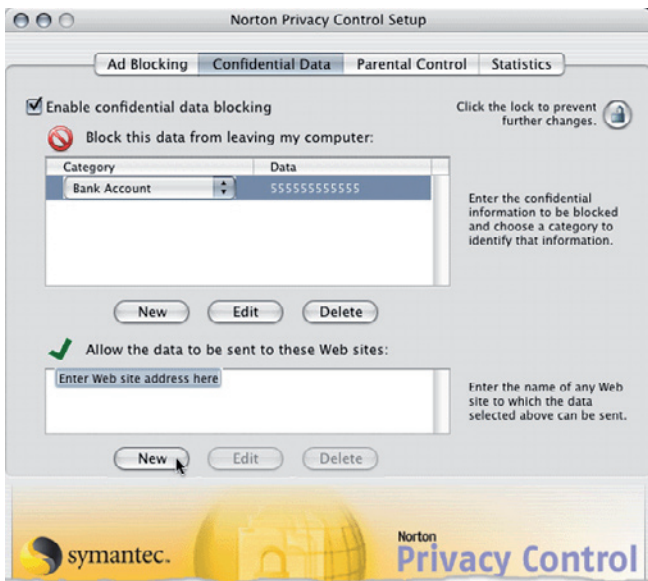 Norton Privacy Control Setup
Ad Blocking Confidential Data Parental Control Statistics
Enable confidential data blocking
Click the lock to prevent
further changes.
Block this data from leaving my computer:
Category Data
Bank Account 555555555555
Enter the confidential
information to be blocked
and choose a category to
identify that information.
New Edit Delete
Allow the data to be sent to these Web sites:
Enter Web site address here
Enter the name of any Web
site to which the data
selected above can be sent.
New Edit Delete
symantec.
Norton
Privacy Control